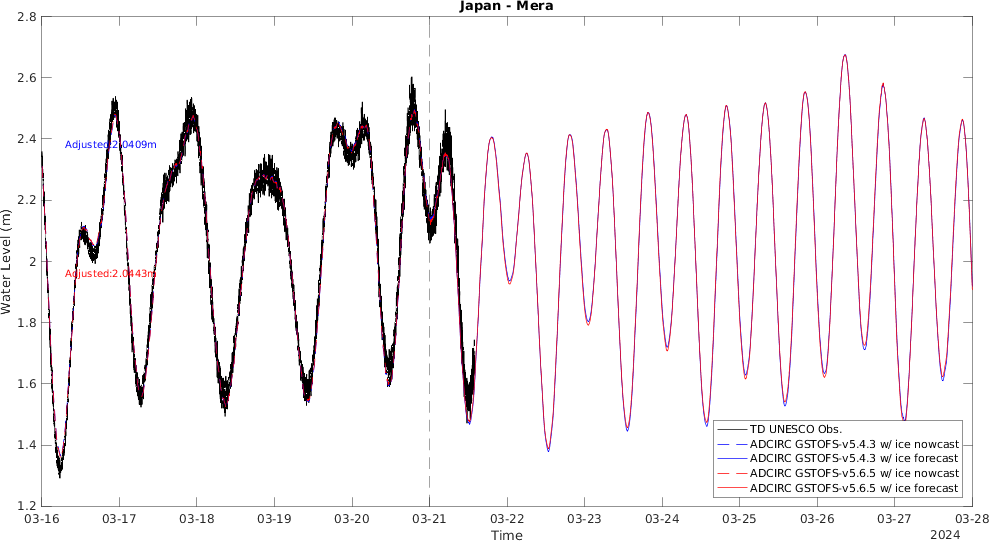 Japan - Mera
2.8
2.6
2.4
2.2
2
1.8
1.6
1.4
1.2
Water Level (m)
Adjusted:2.0409m
Adjusted:2.0443m
TD UNESCO Obs.
ADCIRC GSTOFS-v5.4.3 w/ ice nowcast
ADCIRC GSTOFS-v5.4.3 w/ ice forecast
ADCIRC GSTOFS-v5.6.5 w/ ice nowcast
ADCIRC GSTOFS-v5.6.5 w/ ice forecast
03-16 03-17 03-18 03-19 03-20 03-21 03-22 03-23 03-24 03-25 03-26 03-27 03-28
Time
2024